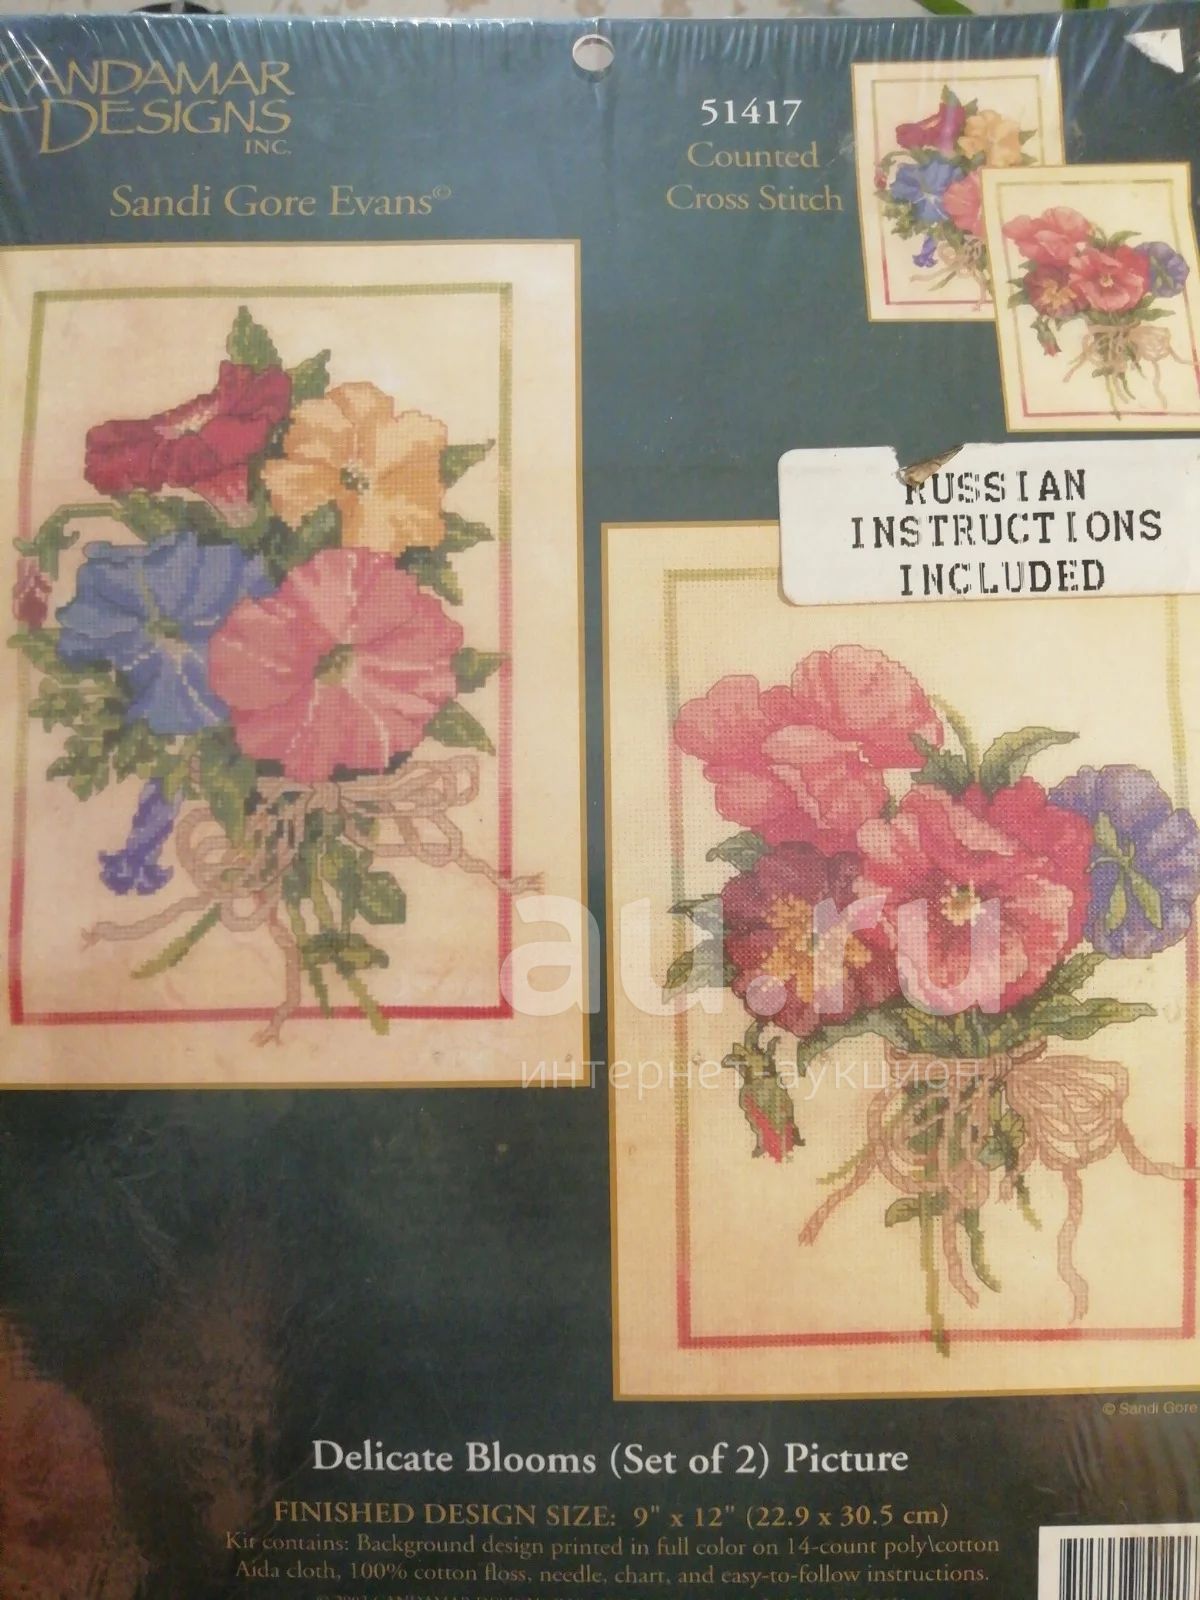 CANDAMAR
DESIGNS
INC.
Sandi Gore Evans©
51417
Counted
Cross Stitch
RUSSIAN
INSTRUCTIONS
INCLUDED
au.ru
интернет-аукцион
© Sandi Gore
Delicate Blooms (Set of 2) Picture
FINISHED DESIGN SIZE: 9" x 12" (22.9 x 30.5 cm)
Kit contains: Background design printed in full color on 14-count poly\cotton
Aida cloth, 100% cotton floss, needle, chart, and easy-to-follow instructions.